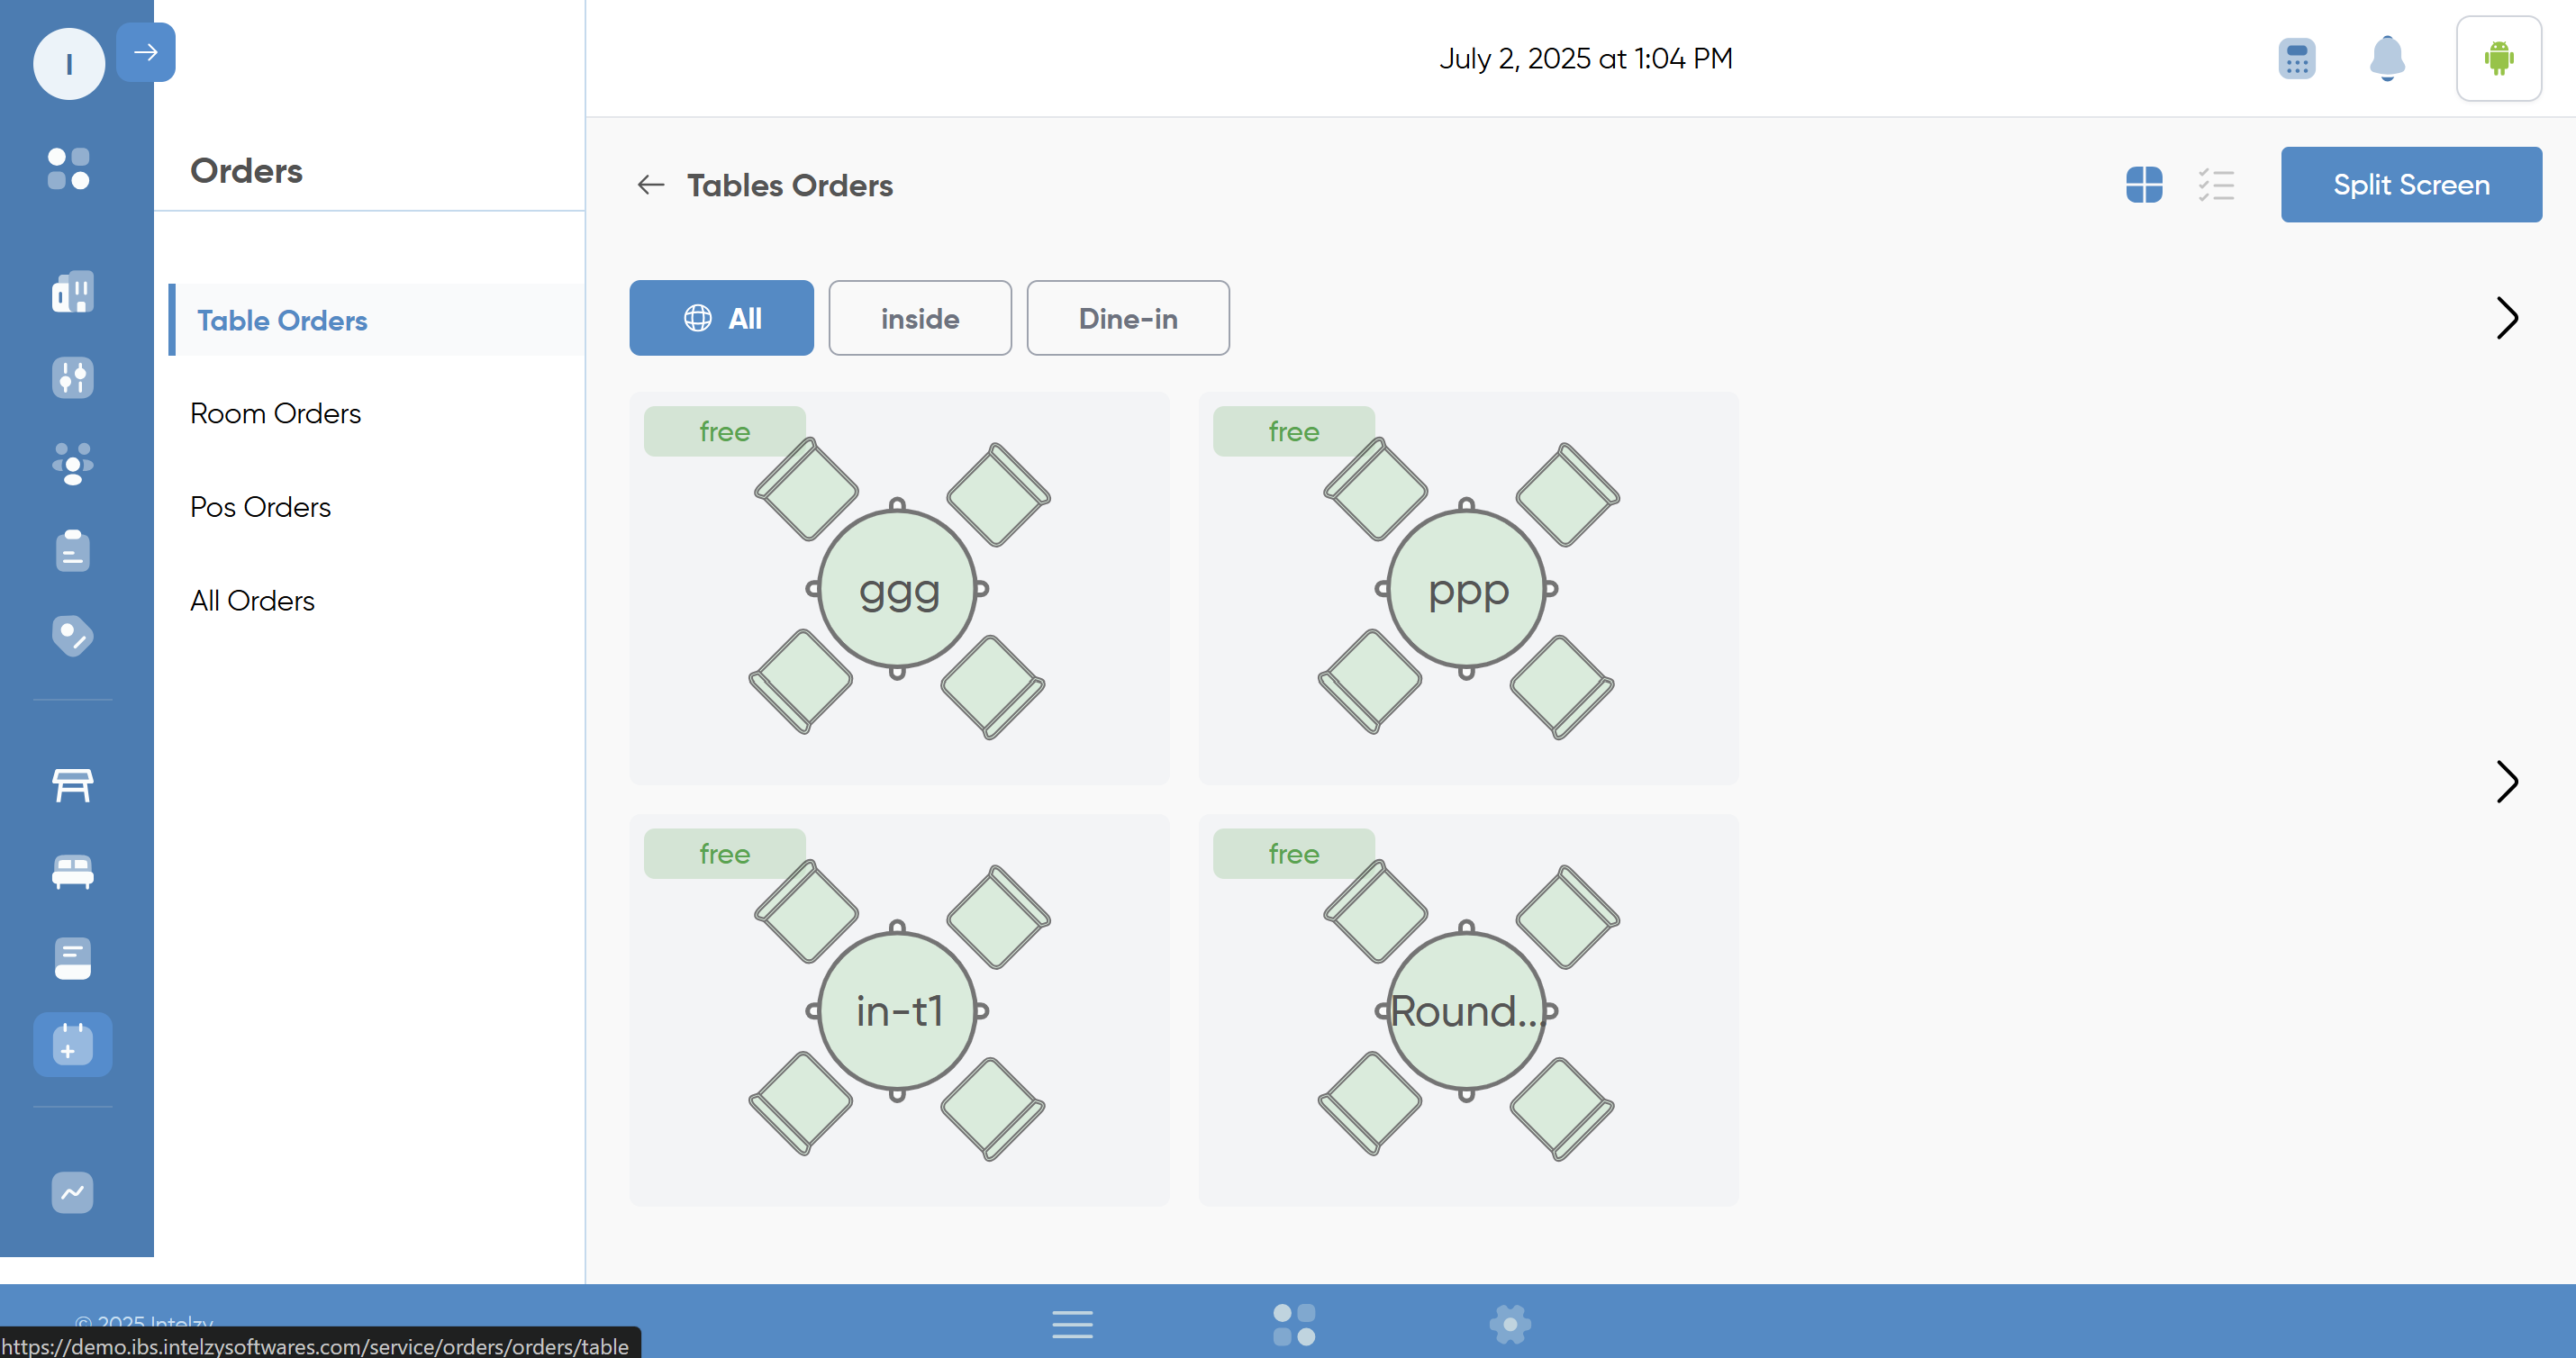 I
July 2, 2025 at 1:04 PM
Orders
Table Orders
Room Orders
Pos Orders
All Orders
Tables Orders
Split Screen
All
inside
Dine-in
free
ggg
free
ppp
free
in-t1
free
Round...
© 2025 Intelzy
https://demo.ibs.intelzysoftwares.com/service/orders/orders/table